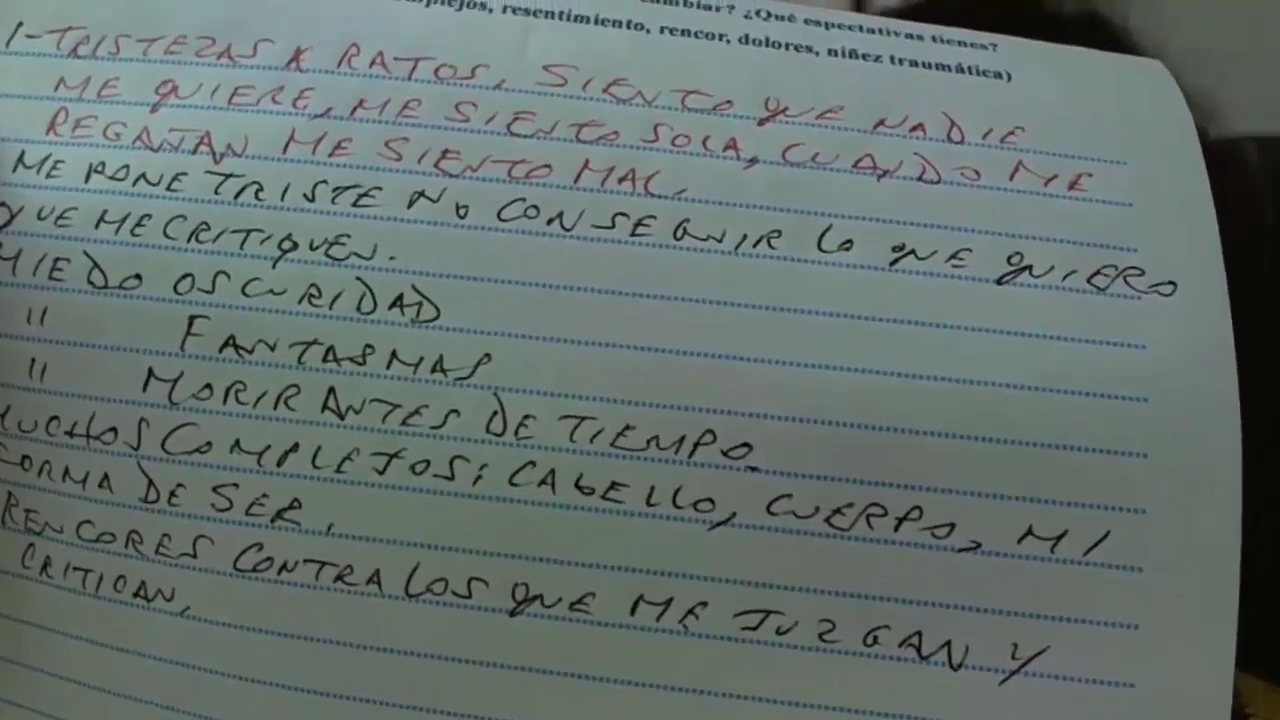 cambiar? ¿Qué espectativas tienes?
complejos, resentimiento, rencor, dolores, niñez traumática)
1-TRISTEZAS A RATOS, SIENTO QUE NADIE
ME QUIERE, ME SIENTO SOLA, CUANDO ME
REGAÑAN ME SIENTO MAL.
ME PONE TRISTE NO CONSEGUIR LO QUE QUIERO
QUE ME CRITIQUEN.
MIEDO OSCURIDAD
" FANTASMAS
" MORIR ANTES DE TIEMPO
MUCHOS COMPLEJOS; CABELLO, CUERPO, MI
FORMA DE SER,
RENCORES CONTRA LOS QUE ME JUZGAN Y
CRITICAN,